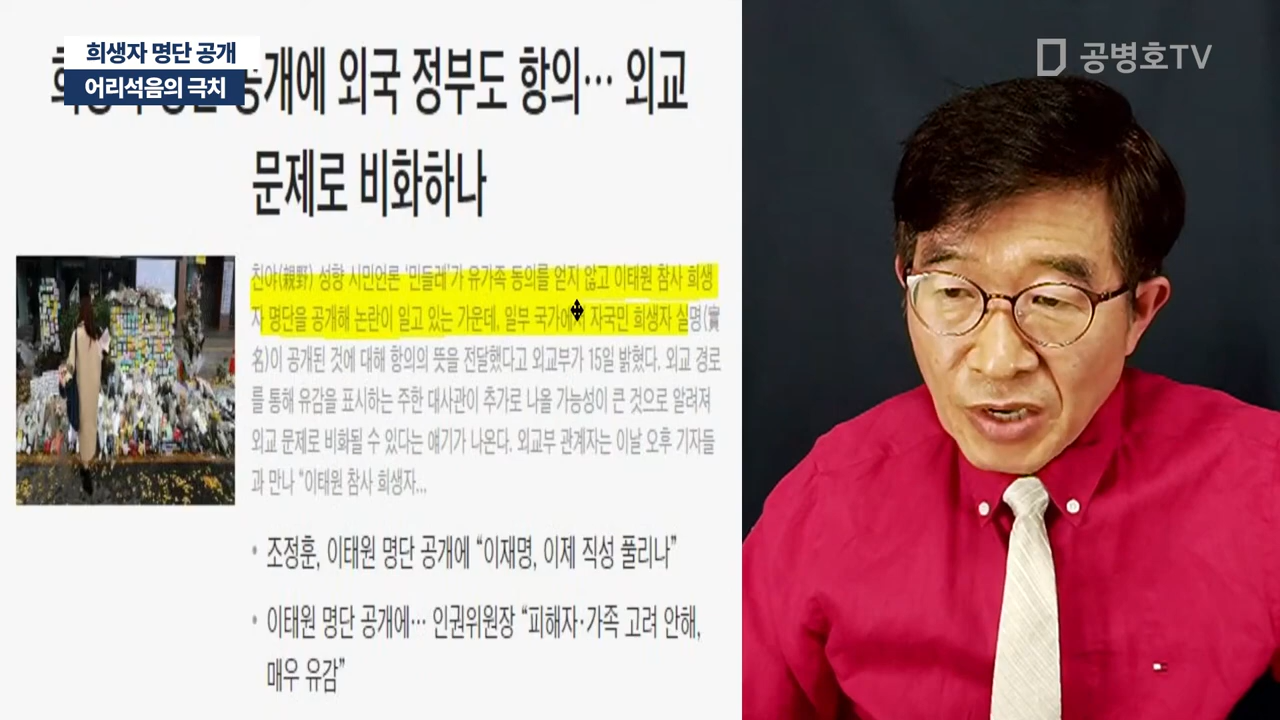 희생자 명단 공개
어리석음의 극치
공개에 외국 정부도 항의… 외교
문제로 비화하나
친야(親野) 성향 시민언론 '민들레'가 유가족 동의를 얻지 않고 이태원 참사 희생
자 명단을 공개해 논란이 일고 있는 가운데, 일부 국가에서 자국민 희생자 실명(實
名)이 공개된 것에 대해 항의의 뜻을 전달했다고 외교부가 15일 밝혔다. 외교 경로
를 통해 유감을 표시하는 주한 대사관이 추가로 나올 가능성이 큰 것으로 알려져
외교 문제로 비화될 수 있다는 얘기가 나온다. 외교부 관계자는 이날 오후 기자들
과 만나 "이태원 참사 희생자...
• 조정훈, 이태원 명단 공개에 “이재명, 이제 직성 풀리나”
• 이태원 명단 공개에… 인권위원장 “피해자·가족 고려 안해,
매우 유감”
공병호TV